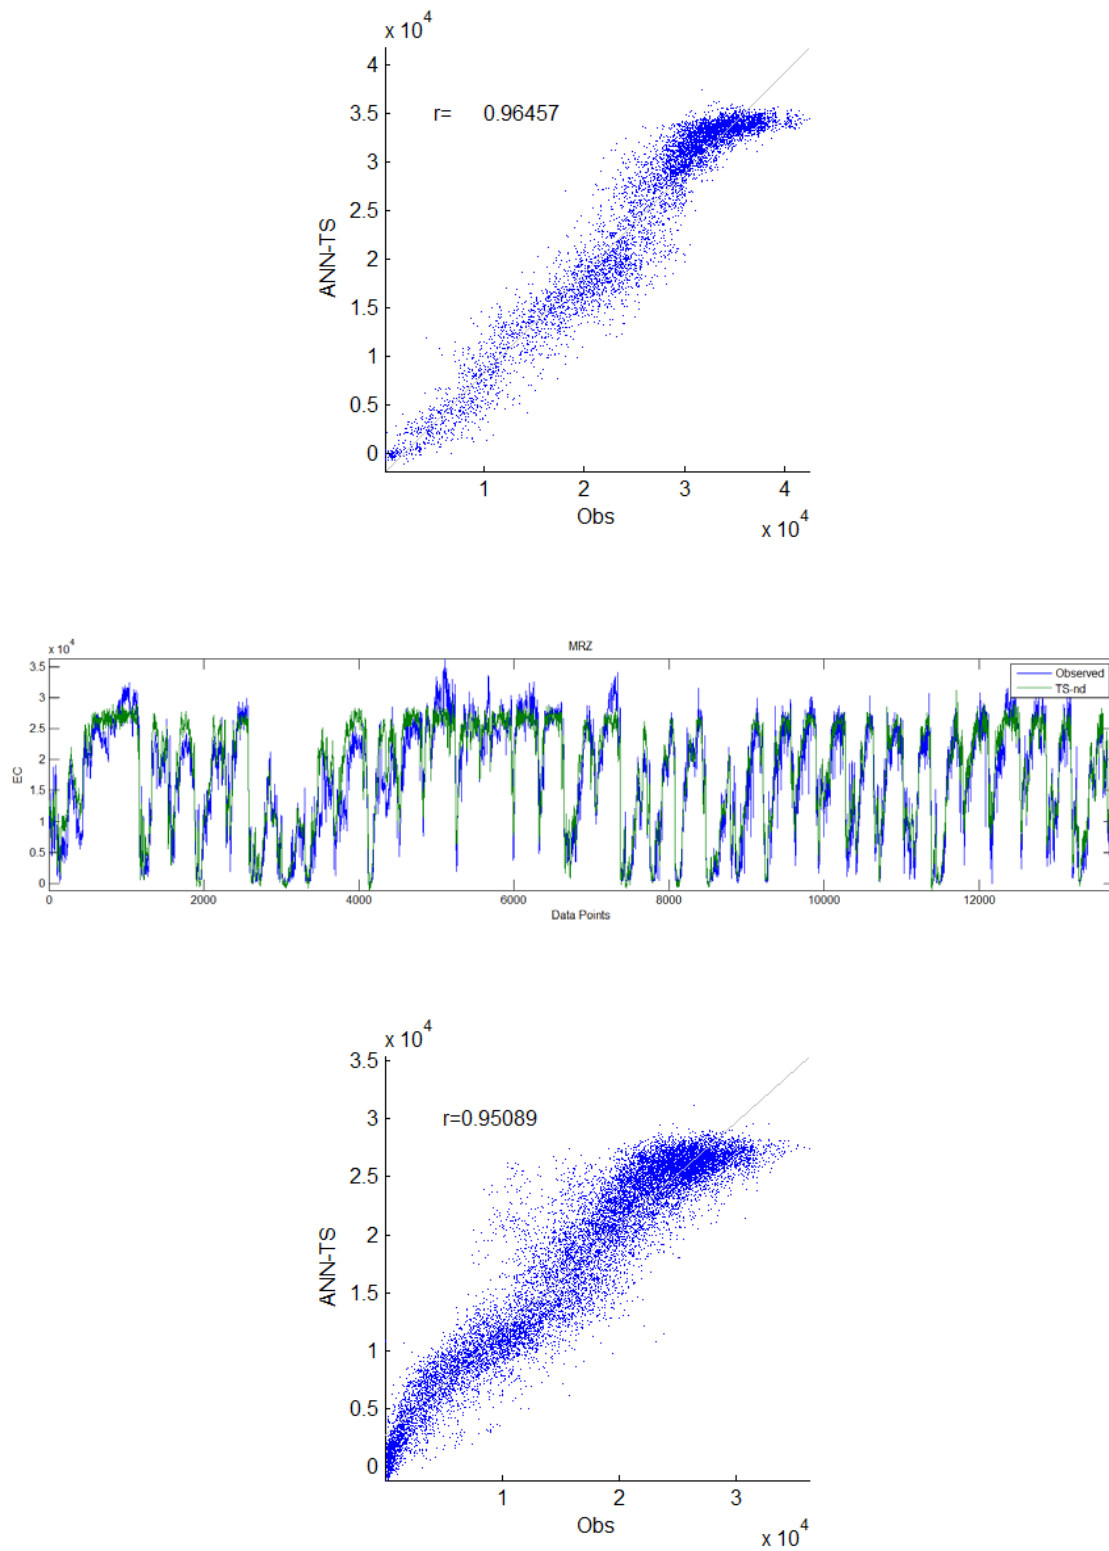 x 10^4
4
3.5
r= 0.96457
3
2.5
ANN-TS
2
1.5
1
0.5
0
1 2 3 4
Obs
x 10^4
MRZ
x 10^4
3.5
Observed
TS-nd
3
2.5
2
EC
1.5
1
0.5
0
0 2000 4000 6000 8000 10000 12000
Data Points
x 10^4
3.5
3
r=0.95089
2.5
2
ANN-TS
1.5
1
0.5
0
1 2 3
Obs
x 10^4